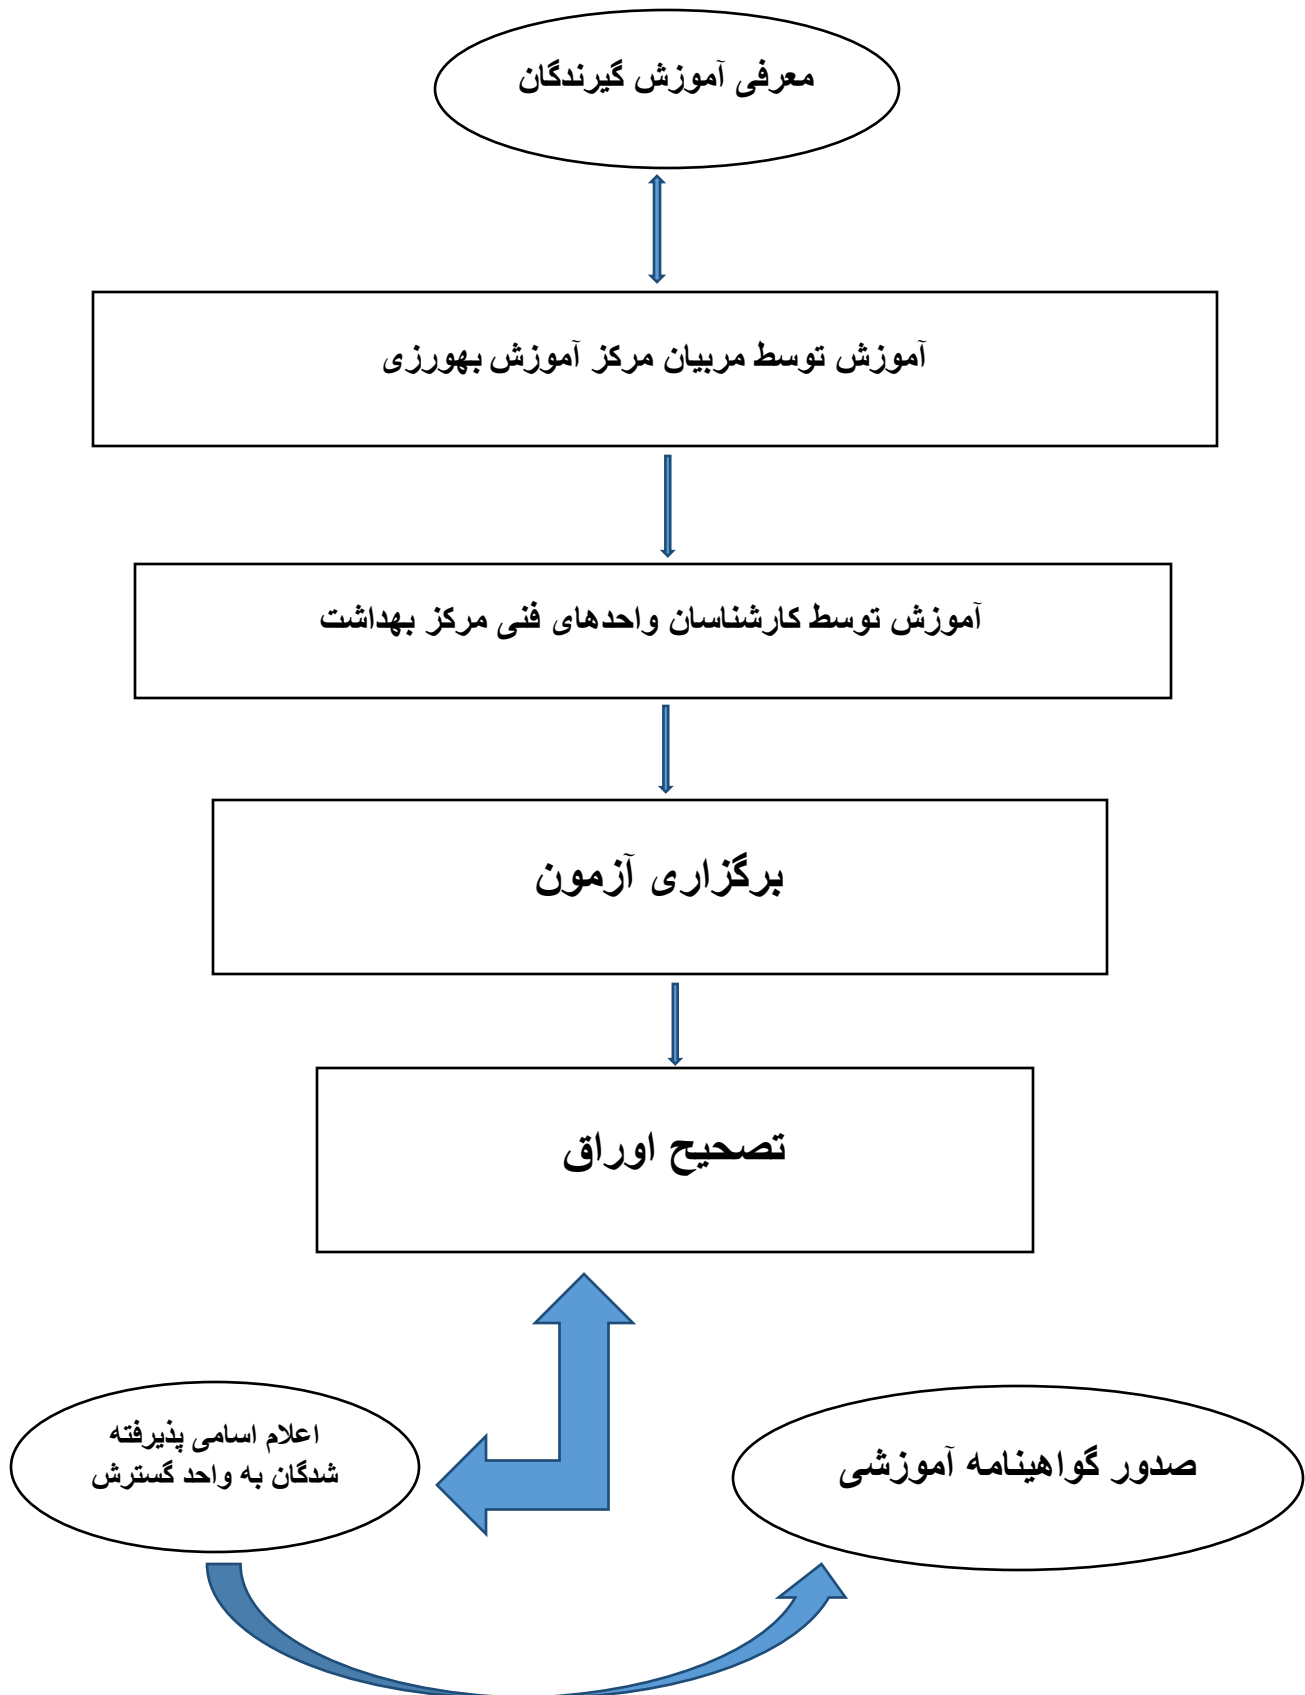 معرفی آموزش گیرندگان
آموزش توسط مربیان مرکز آموزش بهورزی
آموزش توسط کارشناسان واحدهای فنی مرکز بهداشت
برگزاری آزمون
تصحیح اوراق
اعلام اسامی پذیرفته
شدگان به واحد گسترش
صدور گواهینامه آموزشی